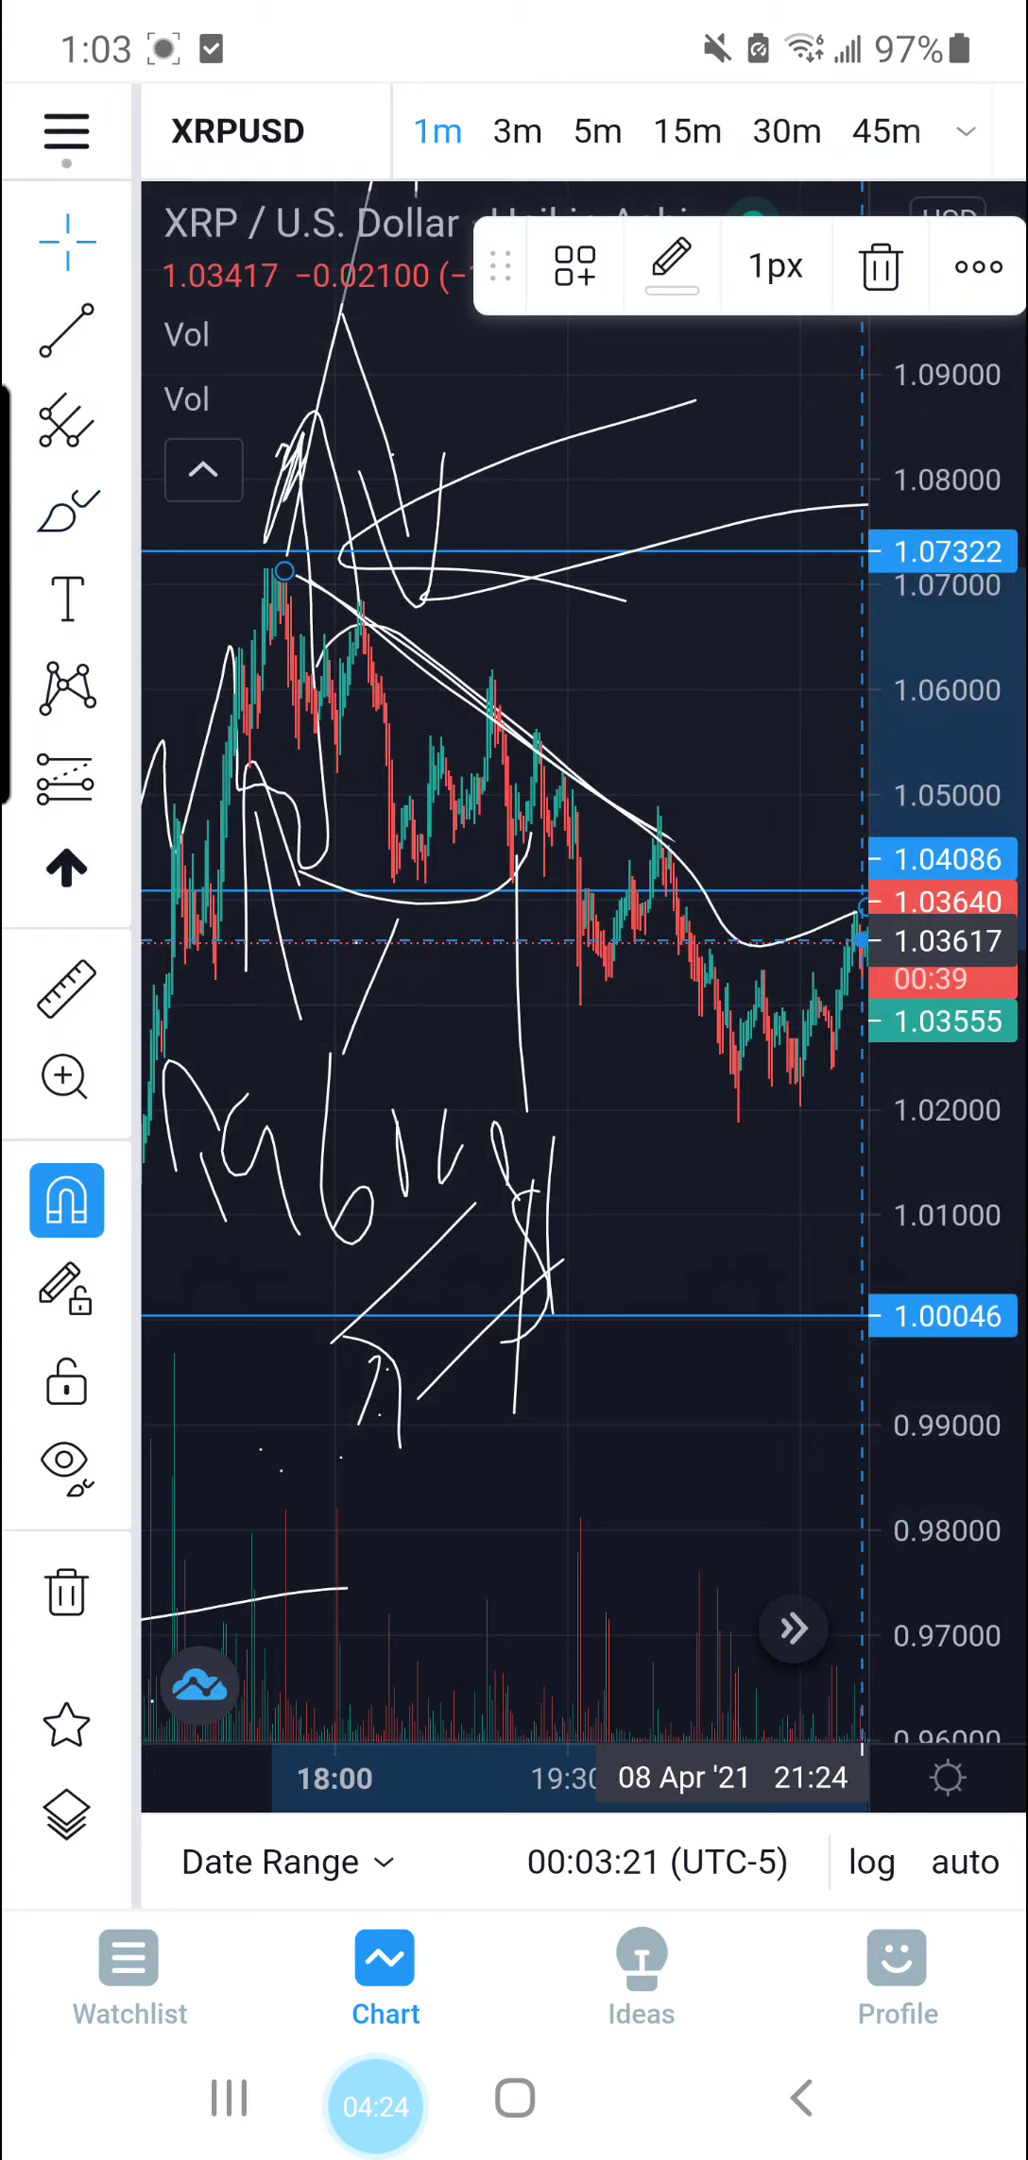 1:03 97%
XRPUSD 1m 3m 5m 15m 30m 45m
XRP / U.S. Dollar
1.03417 −0.02100
Vol
Vol
1px
1.09000
1.08000
1.07322
1.07000
1.06000
1.05000
1.04086
1.03640
1.03617
00:39
1.03555
1.02000
1.01000
1.00046
0.99000
0.98000
0.97000
0.96000
18:00 19:30 08 Apr '21 21:24
Date Range 00:03:21 (UTC-5) log auto
Watchlist Chart Ideas Profile
04:24